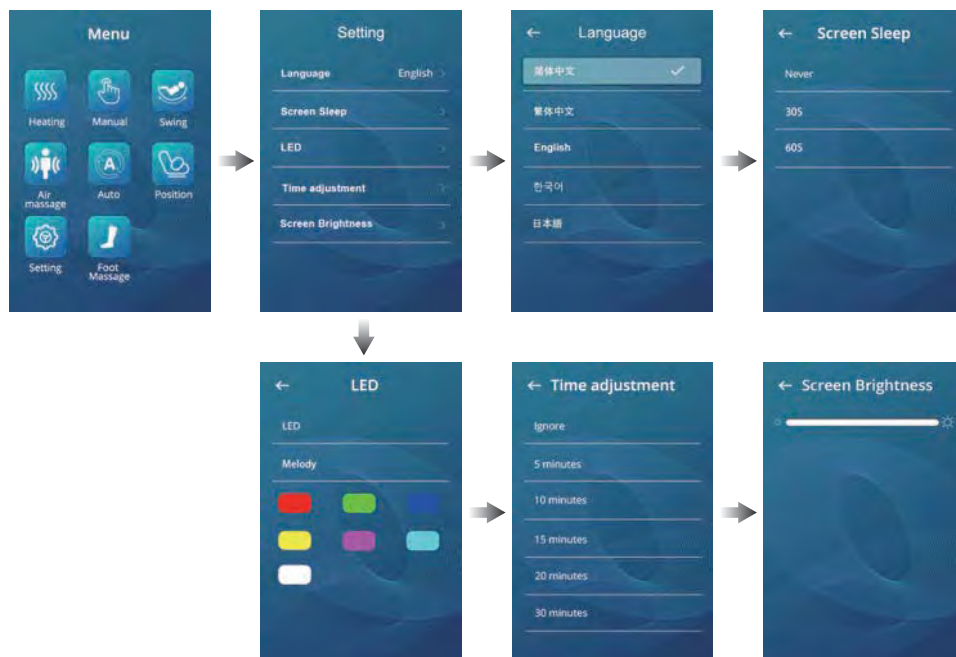 Menu
Heating
Manual
Swing
Air
massage
A
Auto
Position
Setting
Foot
Massage
Setting
Language English >
Screen Sleep >
LED >
Time adjustment >
Screen Brightness >
← Language
简体中文 ✓
繁体中文
English
한국어
日本語
← Screen Sleep
Never
30S
60S
← LED
LED
Melody
← Time adjustment
Ignore
5 minutes
10 minutes
15 minutes
20 minutes
30 minutes
← Screen Brightness